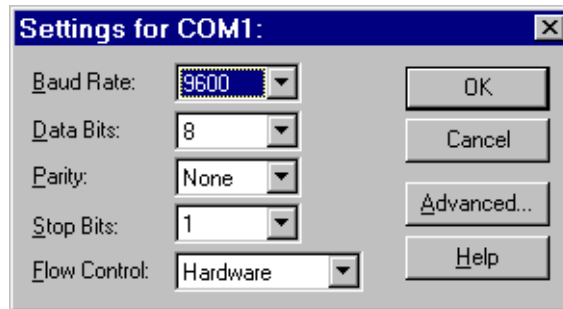 Settings for COM1:
Baud Rate: 9600
OK
Data Bits: 8
Cancel
Parity: None
Advanced...
Stop Bits: 1
Help
Flow Control: Hardware